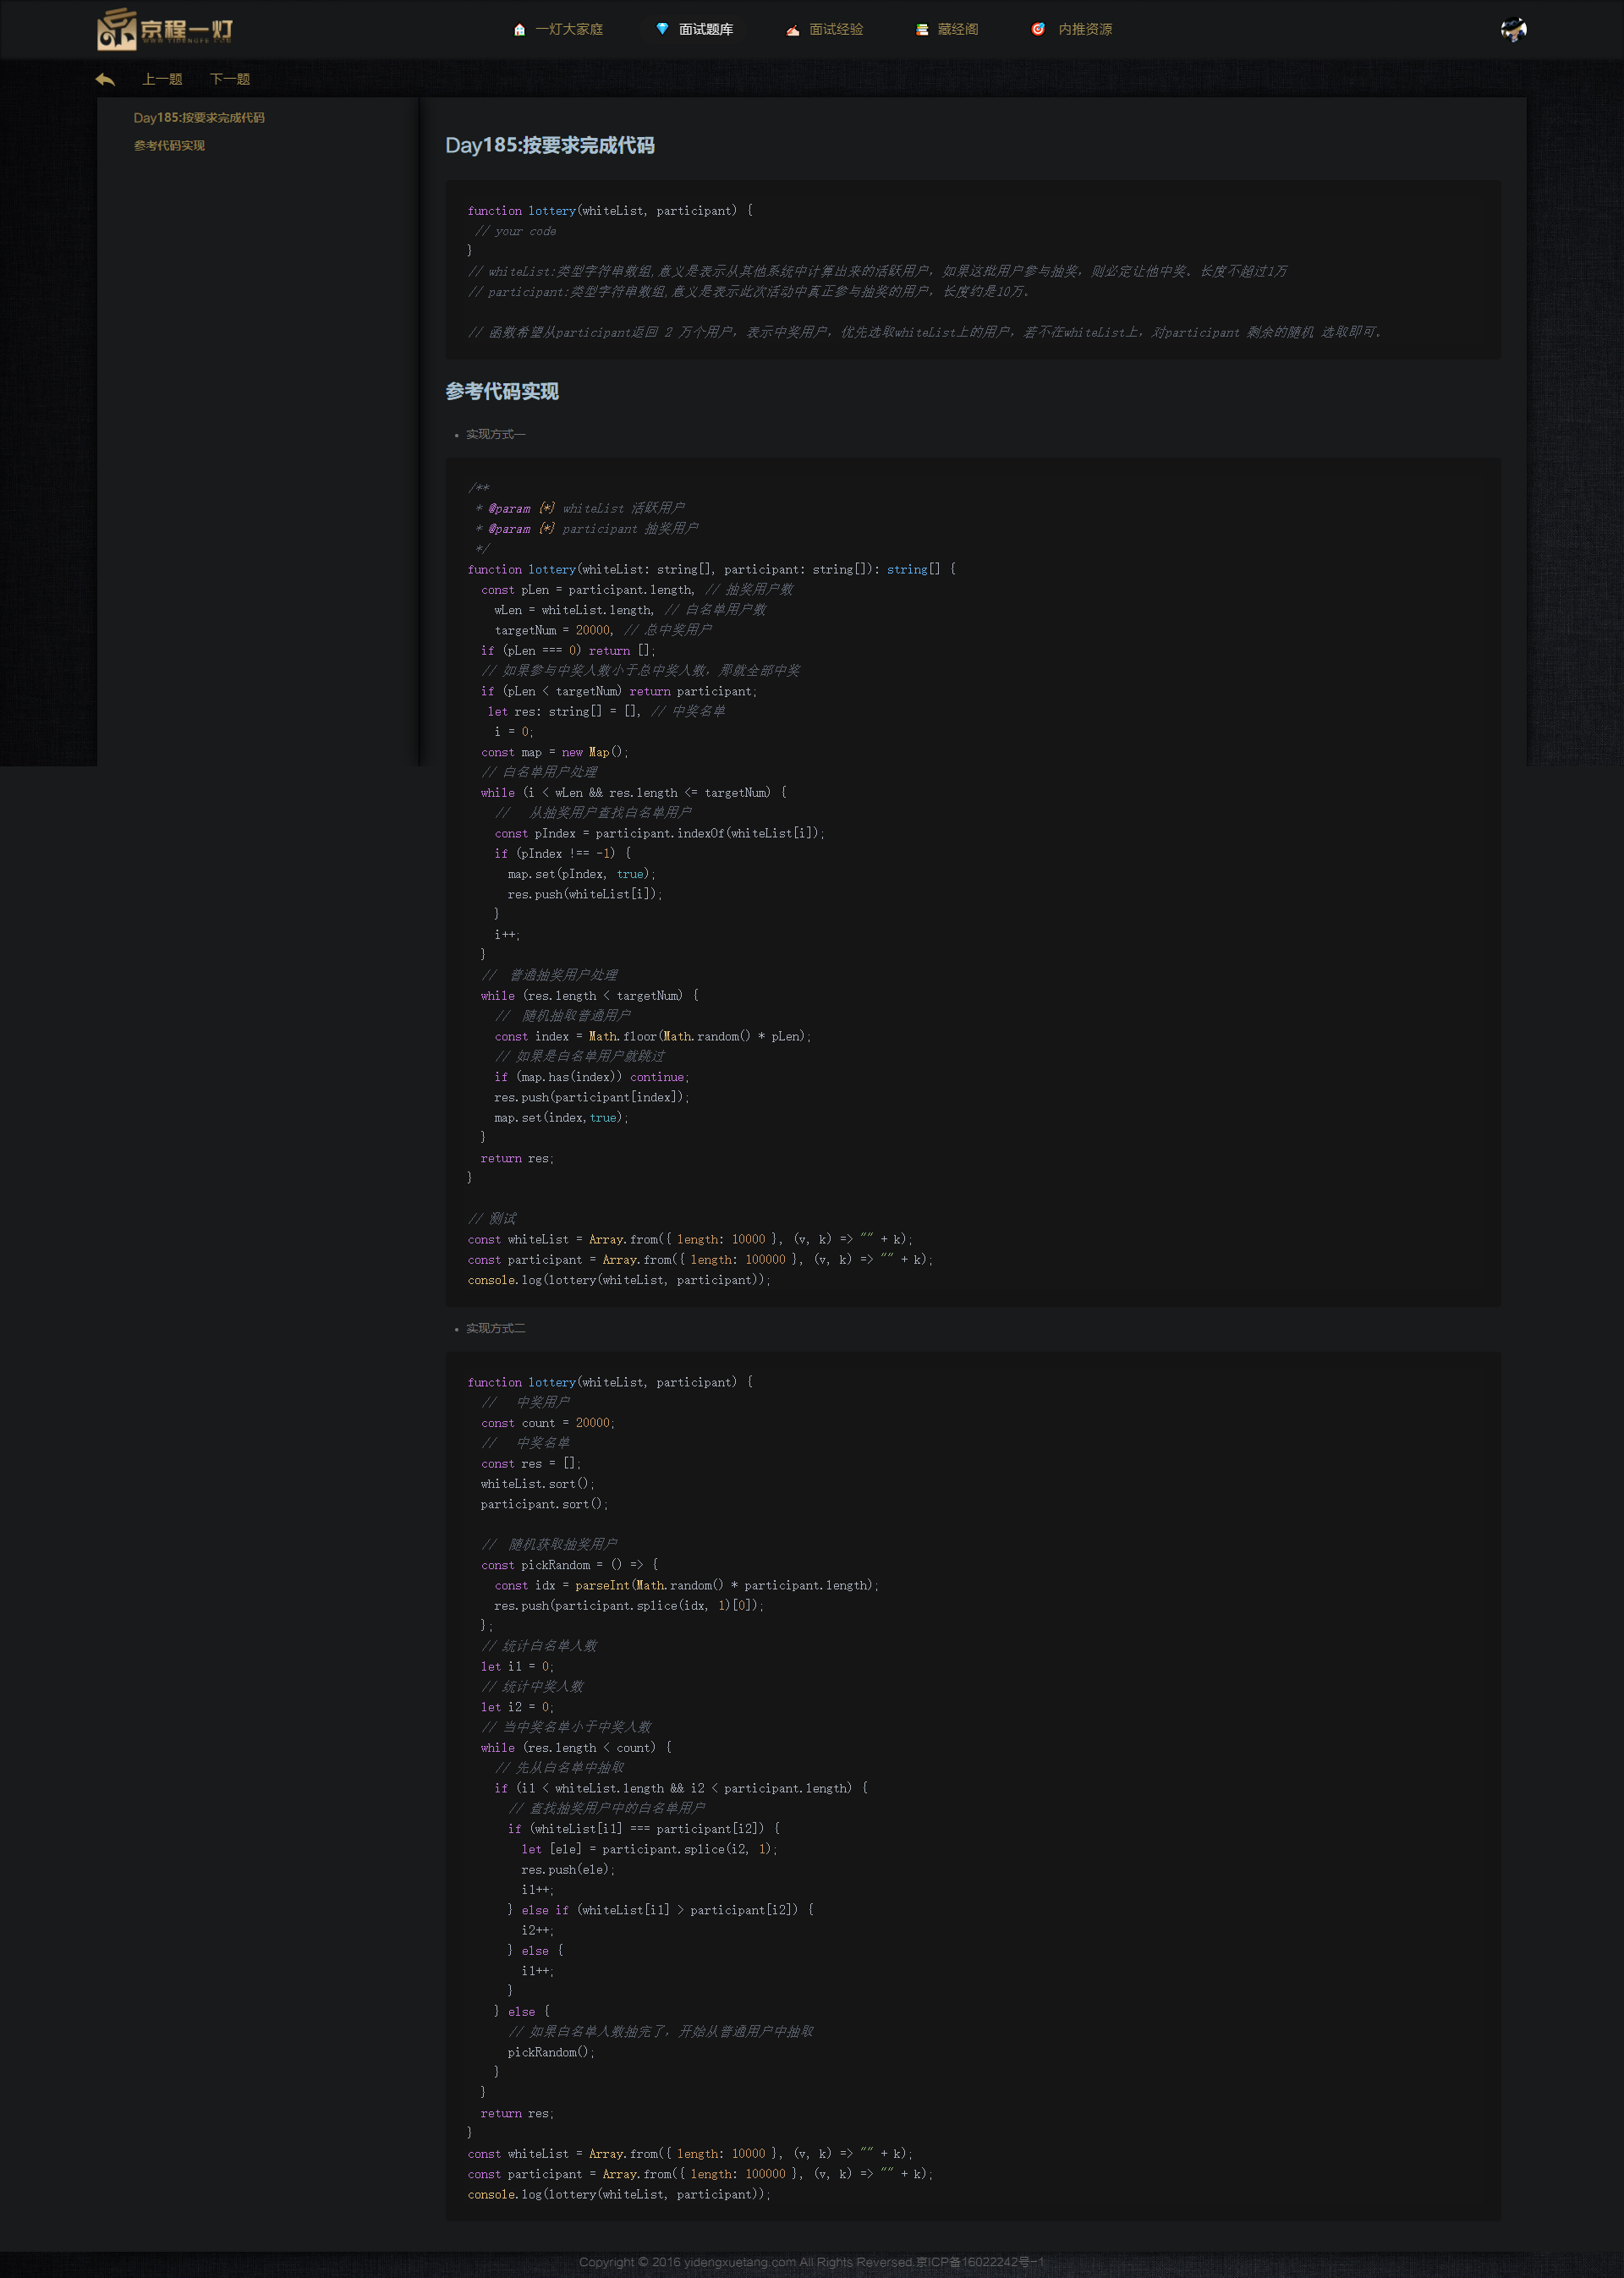 京程一灯
WWW.YIDENGFE.COM
一灯大家庭
面试题库
面试经验
藏经阁
内推资源
上一题 下一题
Day185:按要求完成代码
参考代码实现
Day185:按要求完成代码
function lottery(whiteList, participant) {
// your code
}
// whiteList:类型字符串数组,意义是表示从其他系统中计算出来的活跃用户，如果这批用户参与抽奖，则必定让他中奖．长度不超过1万
// participant:类型字符串数组,意义是表示此次活动中真正参与抽奖的用户，长度约是10万．
// 函数希望从participant返回 2 万个用户，表示中奖用户，优先选取whiteList上的用户，若不在whiteList上，对participant 剩余的随机 选取即可．
参考代码实现
• 实现方式一
/**
* @param {*} whiteList 活跃用户
* @param {*} participant 抽奖用户
*/
function lottery(whiteList: string[], participant: string[]): string[] {
const pLen = participant.length, // 抽奖用户数
wLen = whiteList.length, // 白名单用户数
targetNum = 20000, // 总中奖用户
if (pLen === 0) return [];
// 如果参与中奖人数小于总中奖人数，那就全部中奖
if (pLen < targetNum) return participant;
let res: string[] = [], // 中奖名单
i = 0;
const map = new Map();
// 白名单用户处理
while (i < wLen && res.length <= targetNum) {
// 从抽奖用户查找白名单用户
const pIndex = participant.indexOf(whiteList[i]);
if (pIndex !== -1) {
map.set(pIndex, true);
res.push(whiteList[i]);
}
i++;
}
// 普通抽奖用户处理
while (res.length < targetNum) {
// 随机抽取普通用户
const index = Math.floor(Math.random() * pLen);
// 如果是白名单用户就跳过
if (map.has(index)) continue;
res.push(participant[index]);
map.set(index,true);
}
return res;
}
// 测试
const whiteList = Array.from({ length: 10000 }, (v, k) => "" + k);
const participant = Array.from({ length: 100000 }, (v, k) => "" + k);
console.log(lottery(whiteList, participant));
• 实现方式二
function lottery(whiteList, participant) {
// 中奖用户
const count = 20000;
// 中奖名单
const res = [];
whiteList.sort();
participant.sort();
// 随机获取抽奖用户
const pickRandom = () => {
const idx = parseInt(Math.random() * participant.length);
res.push(participant.splice(idx, 1)[0]);
};
// 统计白名单人数
let i1 = 0;
// 统计中奖人数
let i2 = 0;
// 当中奖名单小于中奖人数
while (res.length < count) {
// 先从白名单中抽取
if (i1 < whiteList.length && i2 < participant.length) {
// 查找抽奖用户中的白名单用户
if (whiteList[i1] === participant[i2]) {
let [ele] = participant.splice(i2, 1);
res.push(ele);
i1++;
} else if (whiteList[i1] > participant[i2]) {
i2++;
} else {
i1++;
}
} else {
// 如果白名单人数抽完了，开始从普通用户中抽取
pickRandom();
}
}
return res;
}
const whiteList = Array.from({ length: 10000 }, (v, k) => "" + k);
const participant = Array.from({ length: 100000 }, (v, k) => "" + k);
console.log(lottery(whiteList, participant));
Copyright © 2016 yidengxuetang.com All Rights Reversed.京ICP备16022242号-1